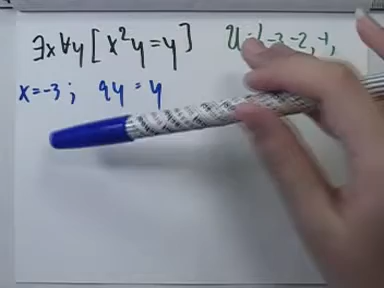 ∃x∀y [x²y=y] U={-3,-2,-1,
x=-3; 9y=y